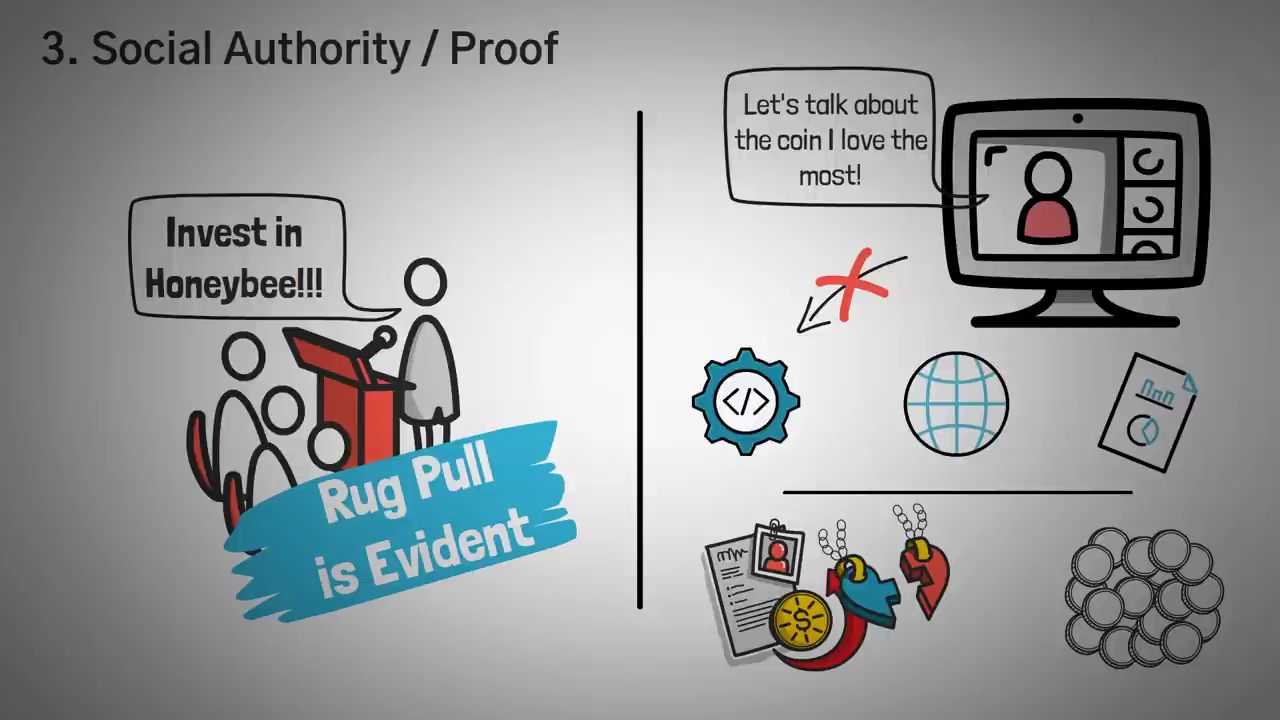 3. Social Authority / Proof
Invest in
Honeybee!!!
Rug Pull
is Evident
Let's talk about
the coin I love the
most!
</>
$